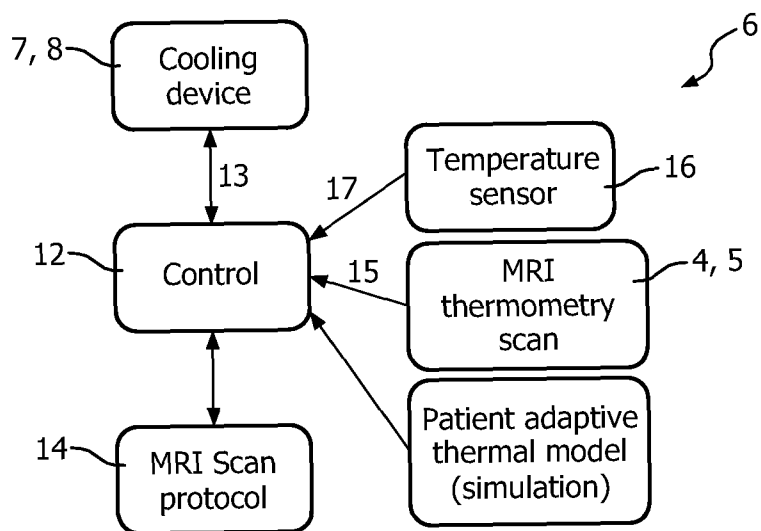 7, 8
Cooling
device
6
13
Temperature
sensor
16
17
12
Control
15
MRI
thermometry
scan
4, 5
14
MRI Scan
protocol
Patient adaptive
thermal model
(simulation)